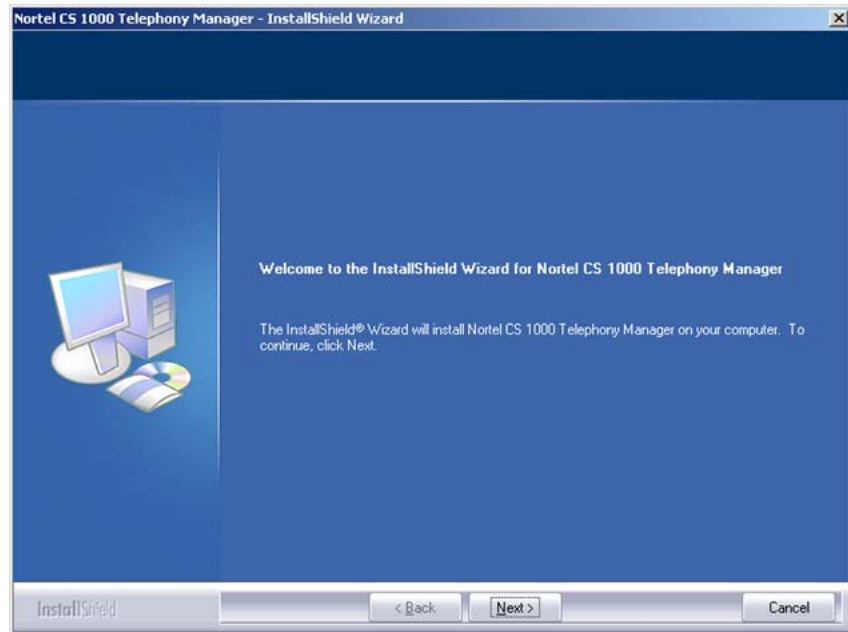 Nortel CS 1000 Telephony Manager - InstallShield Wizard
Welcome to the InstallShield Wizard for Nortel CS 1000 Telephony Manager
The InstallShield® Wizard will install Nortel CS 1000 Telephony Manager on your computer. To
continue, click Next.
InstallShield
< Back
Next >
Cancel